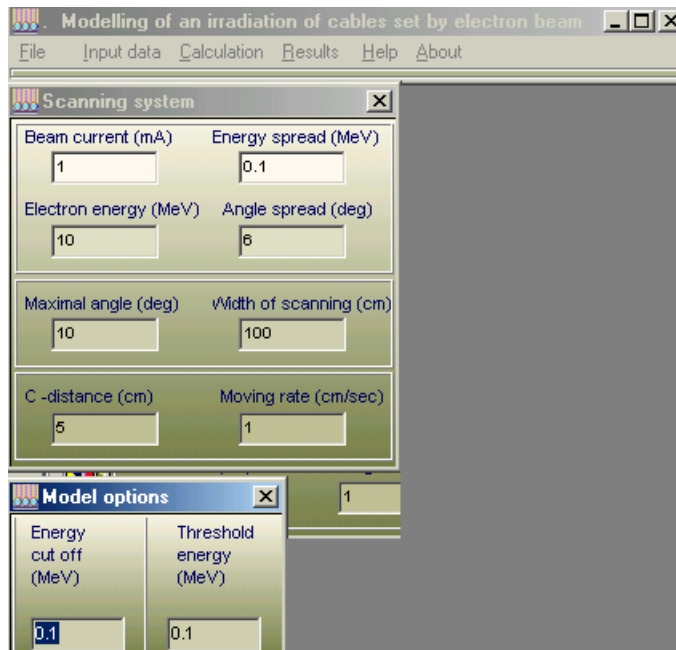 . Modelling of an irradiation of cables set by electron beam
File Input data Calculation Results Help About
Scanning system
Beam current (mA) Energy spread (MeV)
1 0.1
Electron energy (MeV) Angle spread (deg)
10 6
Maximal angle (deg) Width of scanning (cm)
10 100
C -distance (cm) Moving rate (cm/sec)
5 1
1
Model options
Energy Threshold
cut off energy
(MeV) (MeV)
0.1 0.1